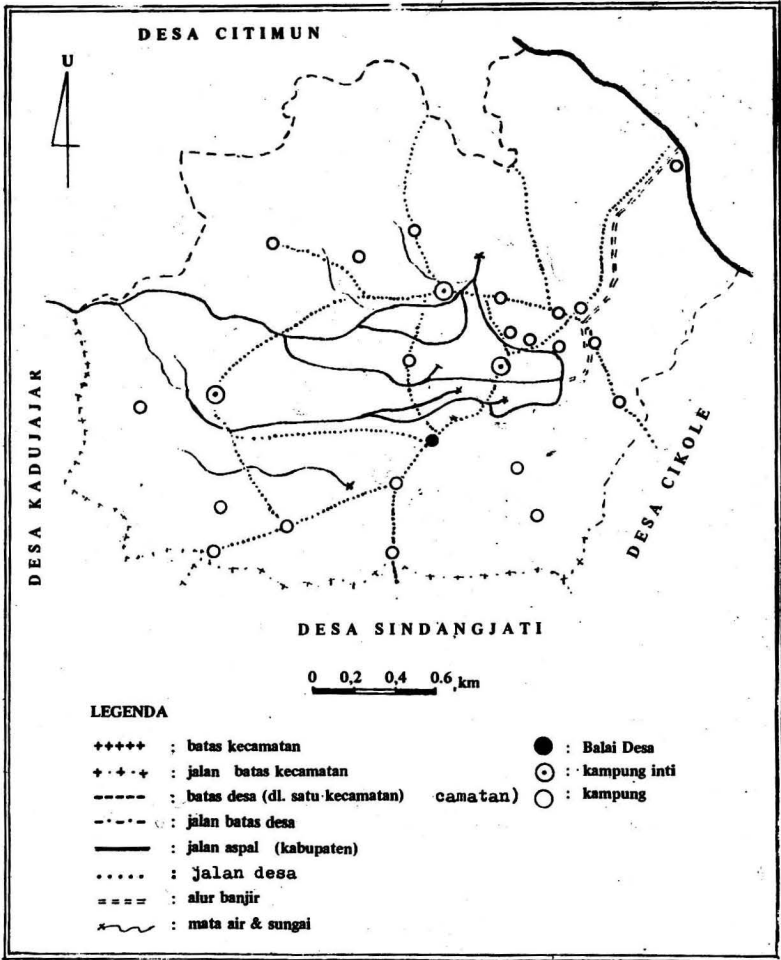 DESA CITIMUN
U
DESA KADUJAJAR
DESA CIKOLE
DESA SINDANGJATI
0 0,2 0,4 0.6 km
LEGENDA
+++++ : batas kecamatan
+ · + · + : jalan batas kecamatan
----- : batas desa (dl. satu kecamatan) camatan)
-·-·- : jalan batas desa
: jalan aspal (kabupaten)
..... : jalan desa
==== : alur banjir
: mata air & sungai
: Balai Desa
: kampung inti
: kampung